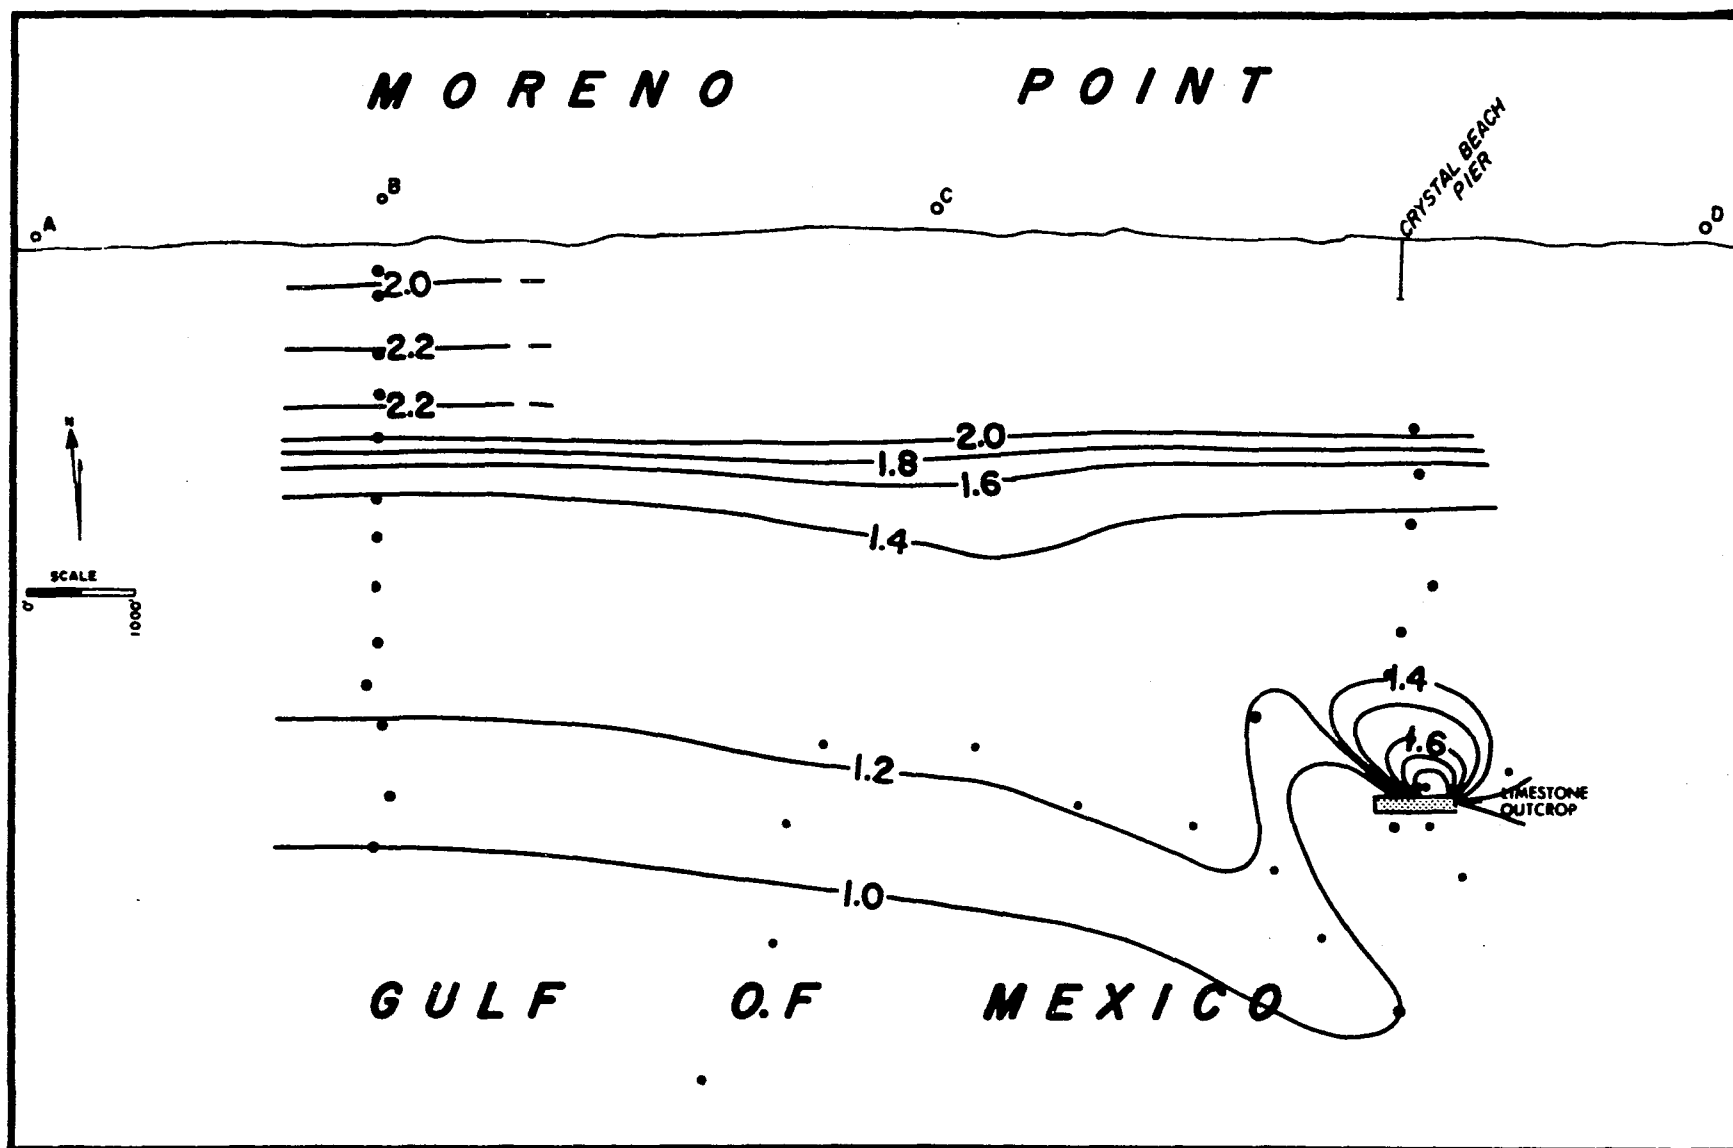 MORENO POINT
CRYSTAL BEACH
PIER
A
B
C
D
2.0
2.2
2.2
2.0
1.8
1.6
1.4
N
SCALE
0'
1000'
1.4
1.6
1.2
LIMESTONE
OUTCROP
1.0
GULF OF MEXICO